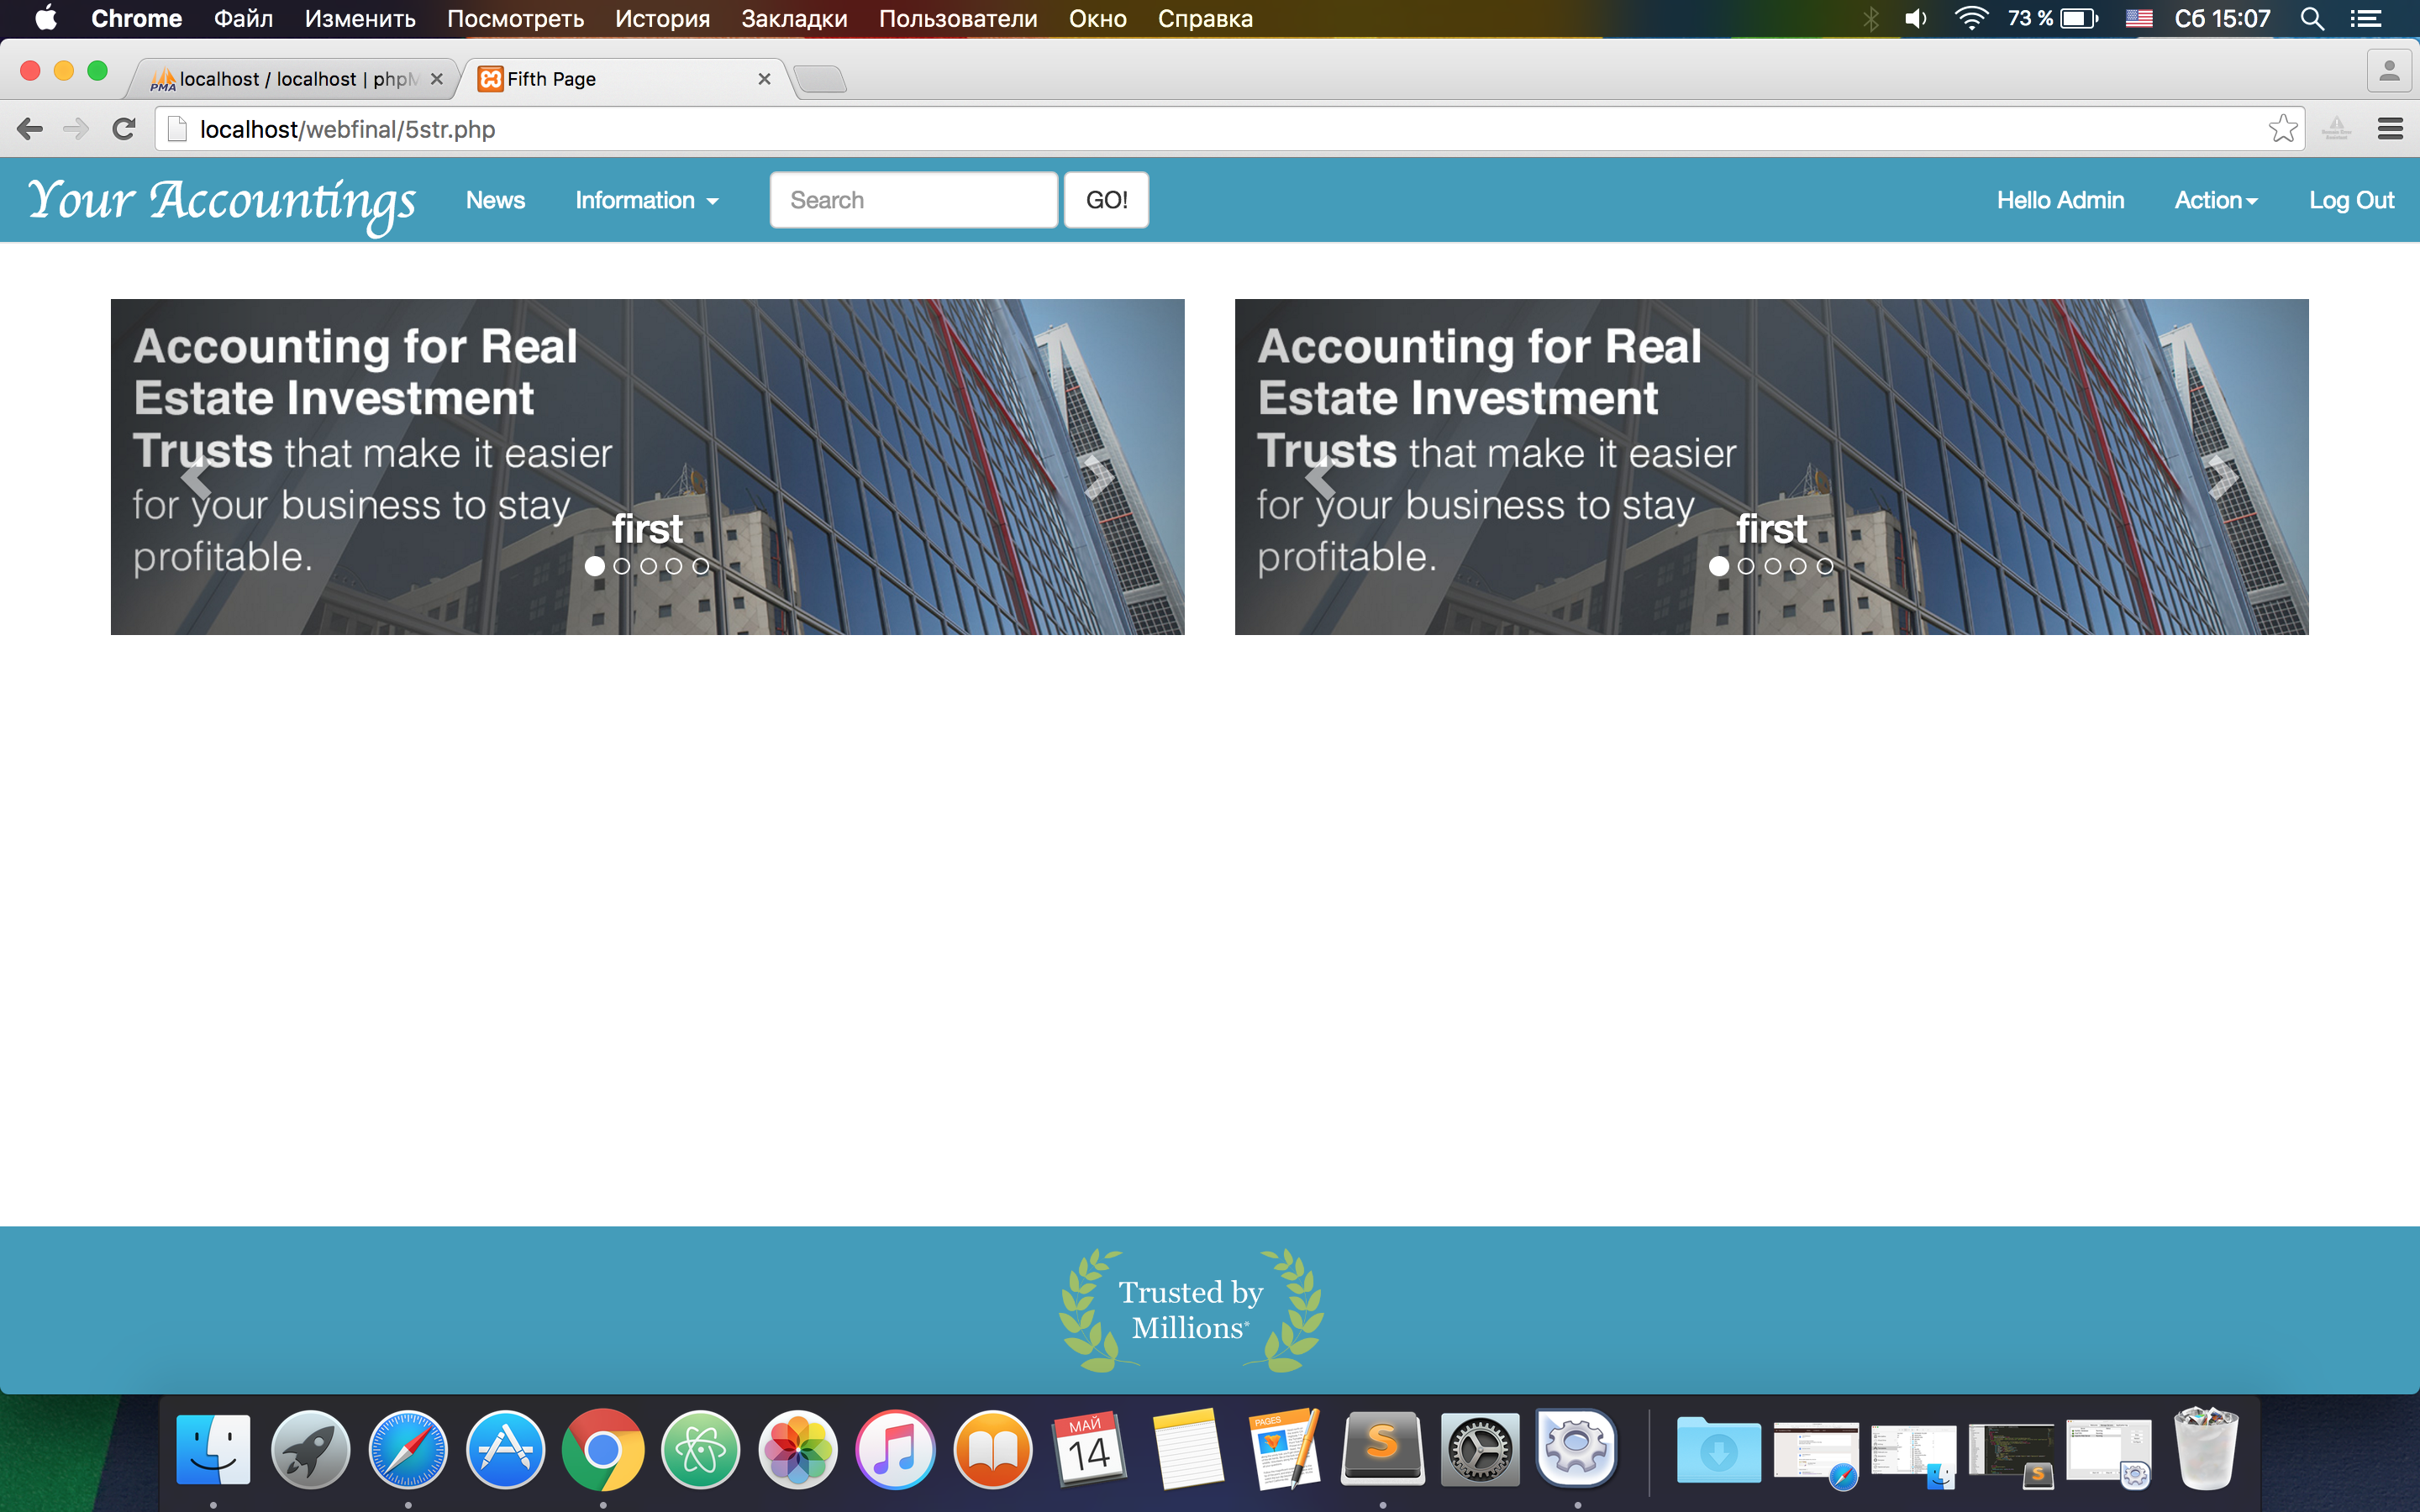 Chrome Файл Изменить Посмотреть История Закладки Пользователи Окно Справка 73 % Сб 15:07
PMA localhost / localhost | phpM Fifth Page
localhost/webfinal/5str.php
Your Accountings News Information Search GO! Hello Admin Action Log Out
Accounting for Real
Estate Investment
Trusts that make it easier
for your business to stay
profitable.
first
Accounting for Real
Estate Investment
Trusts that make it easier
for your business to stay
profitable.
first
Trusted by
Millions*
МАЙ
14
PAGES